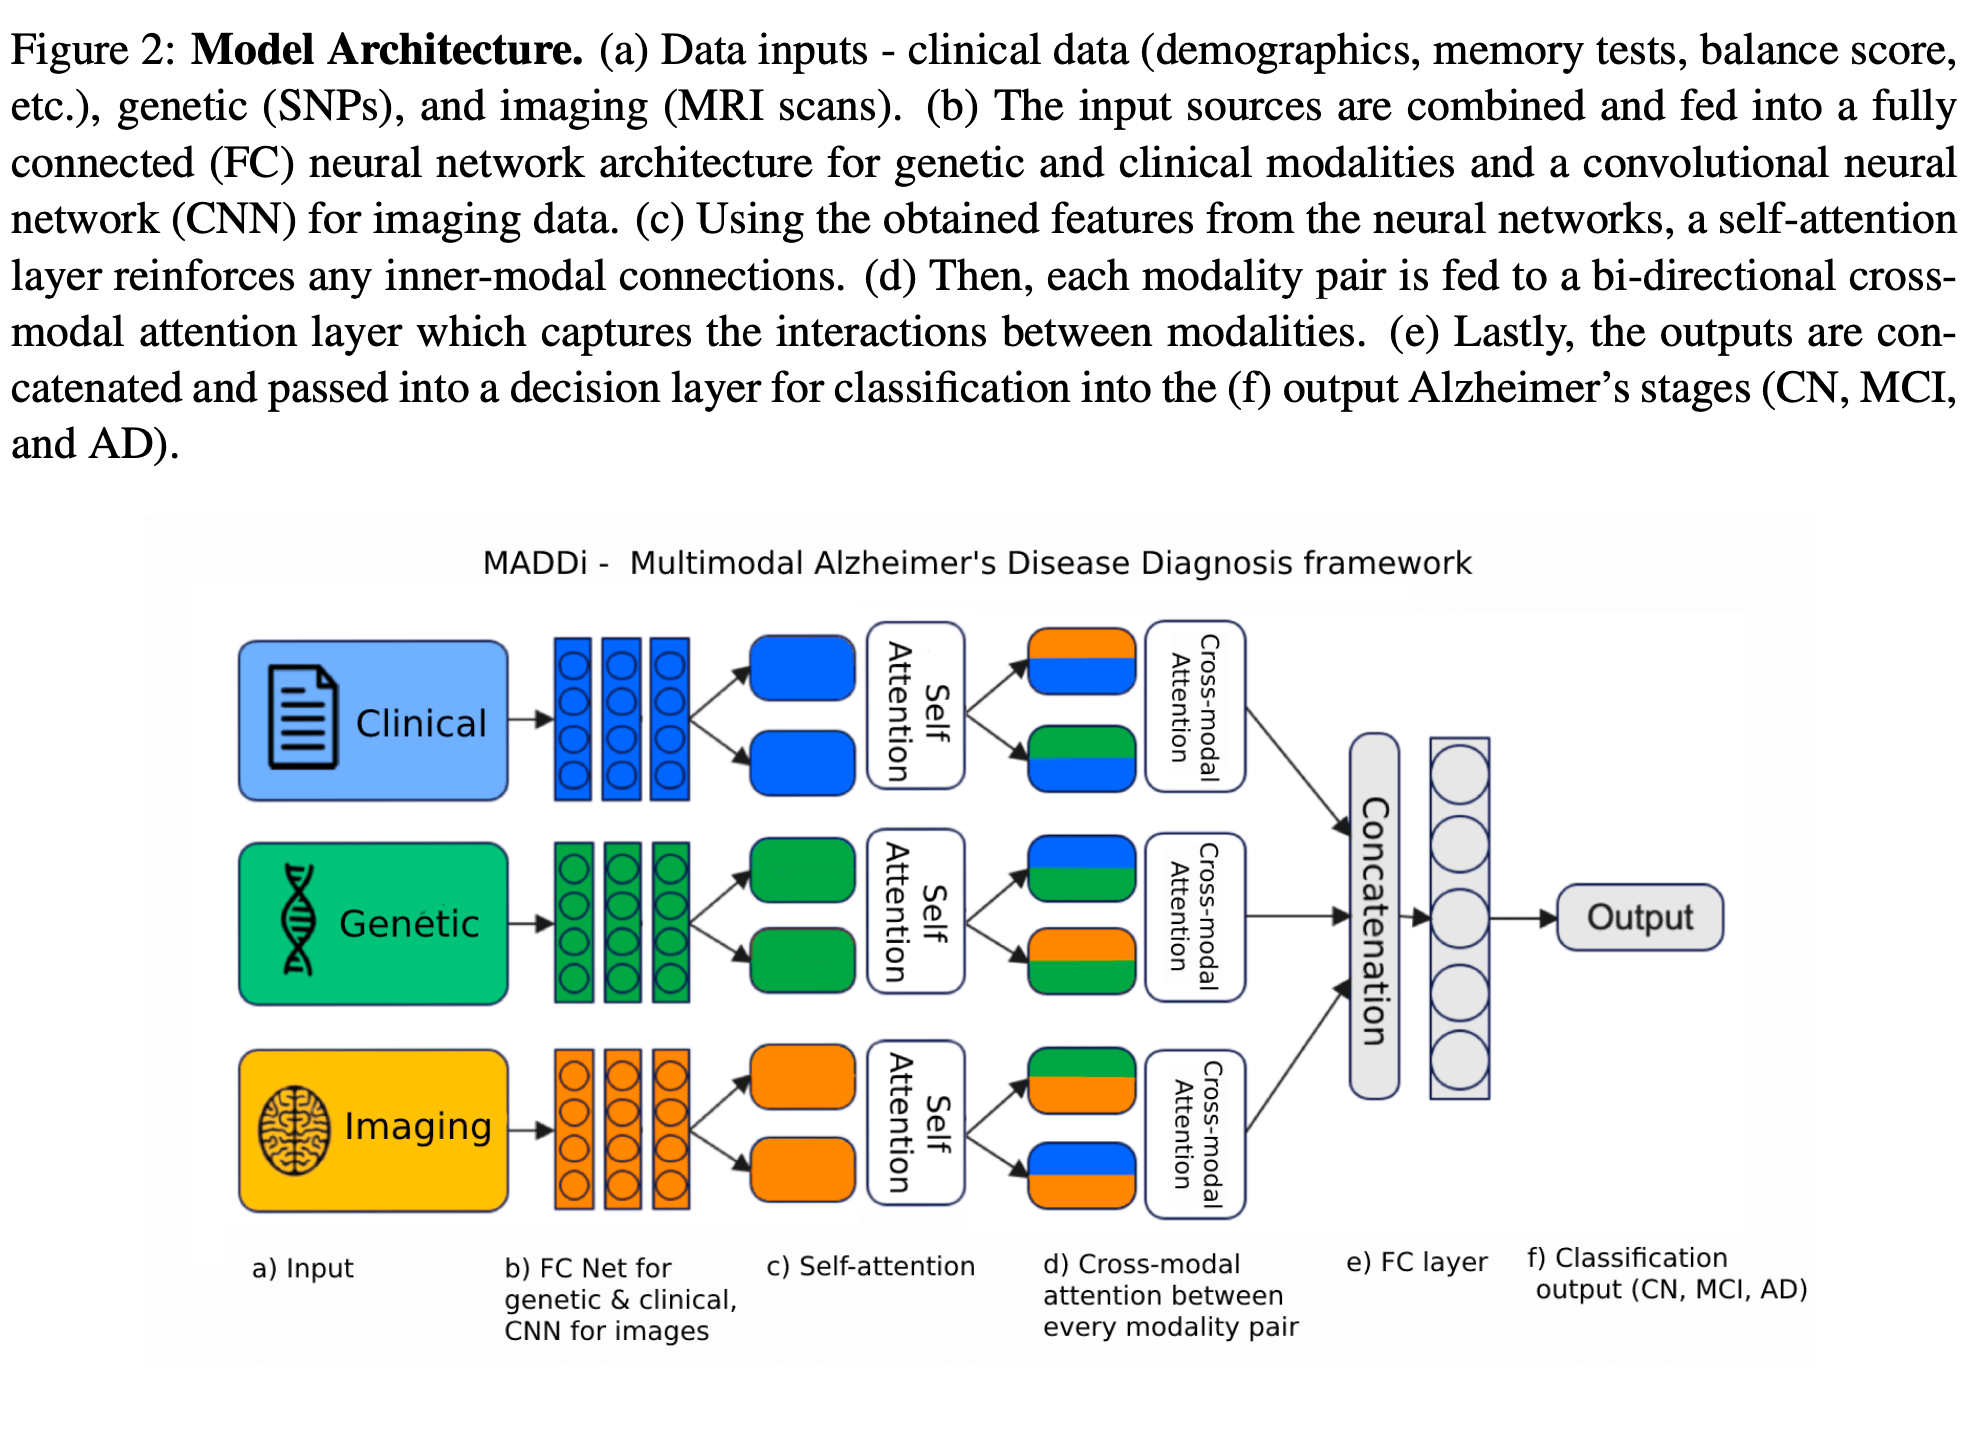 Figure 2: Model Architecture. (a) Data inputs - clinical data (demographics, memory tests, balance score,
etc.), genetic (SNPs), and imaging (MRI scans). (b) The input sources are combined and fed into a fully
connected (FC) neural network architecture for genetic and clinical modalities and a convolutional neural
network (CNN) for imaging data. (c) Using the obtained features from the neural networks, a self-attention
layer reinforces any inner-modal connections. (d) Then, each modality pair is fed to a bi-directional cross-
modal attention layer which captures the interactions between modalities. (e) Lastly, the outputs are con-
catenated and passed into a decision layer for classification into the (f) output Alzheimer's stages (CN, MCI,
and AD).
MADDi - Multimodal Alzheimer's Disease Diagnosis framework
Clinical
Self
Attention
Cross-modal
Attention
Genetic
Self
Attention
Cross-modal
Attention
Imaging
Self
Attention
Cross-modal
Attention
Concatenation
Output
a) Input
b) FC Net for
genetic & clinical,
CNN for images
c) Self-attention
d) Cross-modal
attention between
every modality pair
e) FC layer
f) Classification
output (CN, MCI, AD)